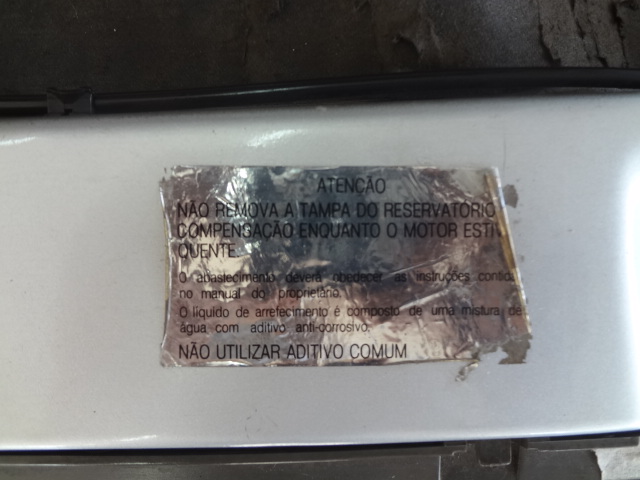 ATENÇÃO
NÃO REMOVA A TAMPA DO RESERVATÓRIO
COMPENSAÇÃO ENQUANTO O MOTOR ESTI
QUENTE.
O abastecimento deverá obedecer as instruções contid
no manual do proprietário.
O líquido de arrefecimento é composto de uma mistura de
água com aditivo anti-corrosivo.
NÃO UTILIZAR ADITIVO COMUM